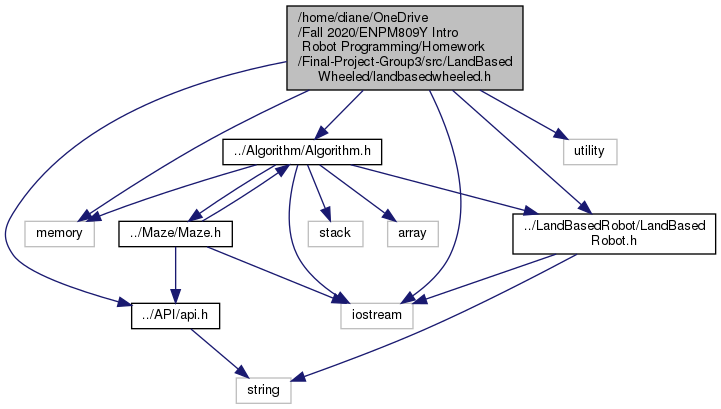 /home/diane/OneDrive
/Fall 2020/ENPM809Y Intro
Robot Programming/Homework
/Final-Project-Group3/src/LandBased
Wheeled/landbasedwheeled.h
../Algorithm/Algorithm.h
utility
memory
../Maze/Maze.h
stack
array
../LandBasedRobot/LandBased
Robot.h
../API/api.h
iostream
string